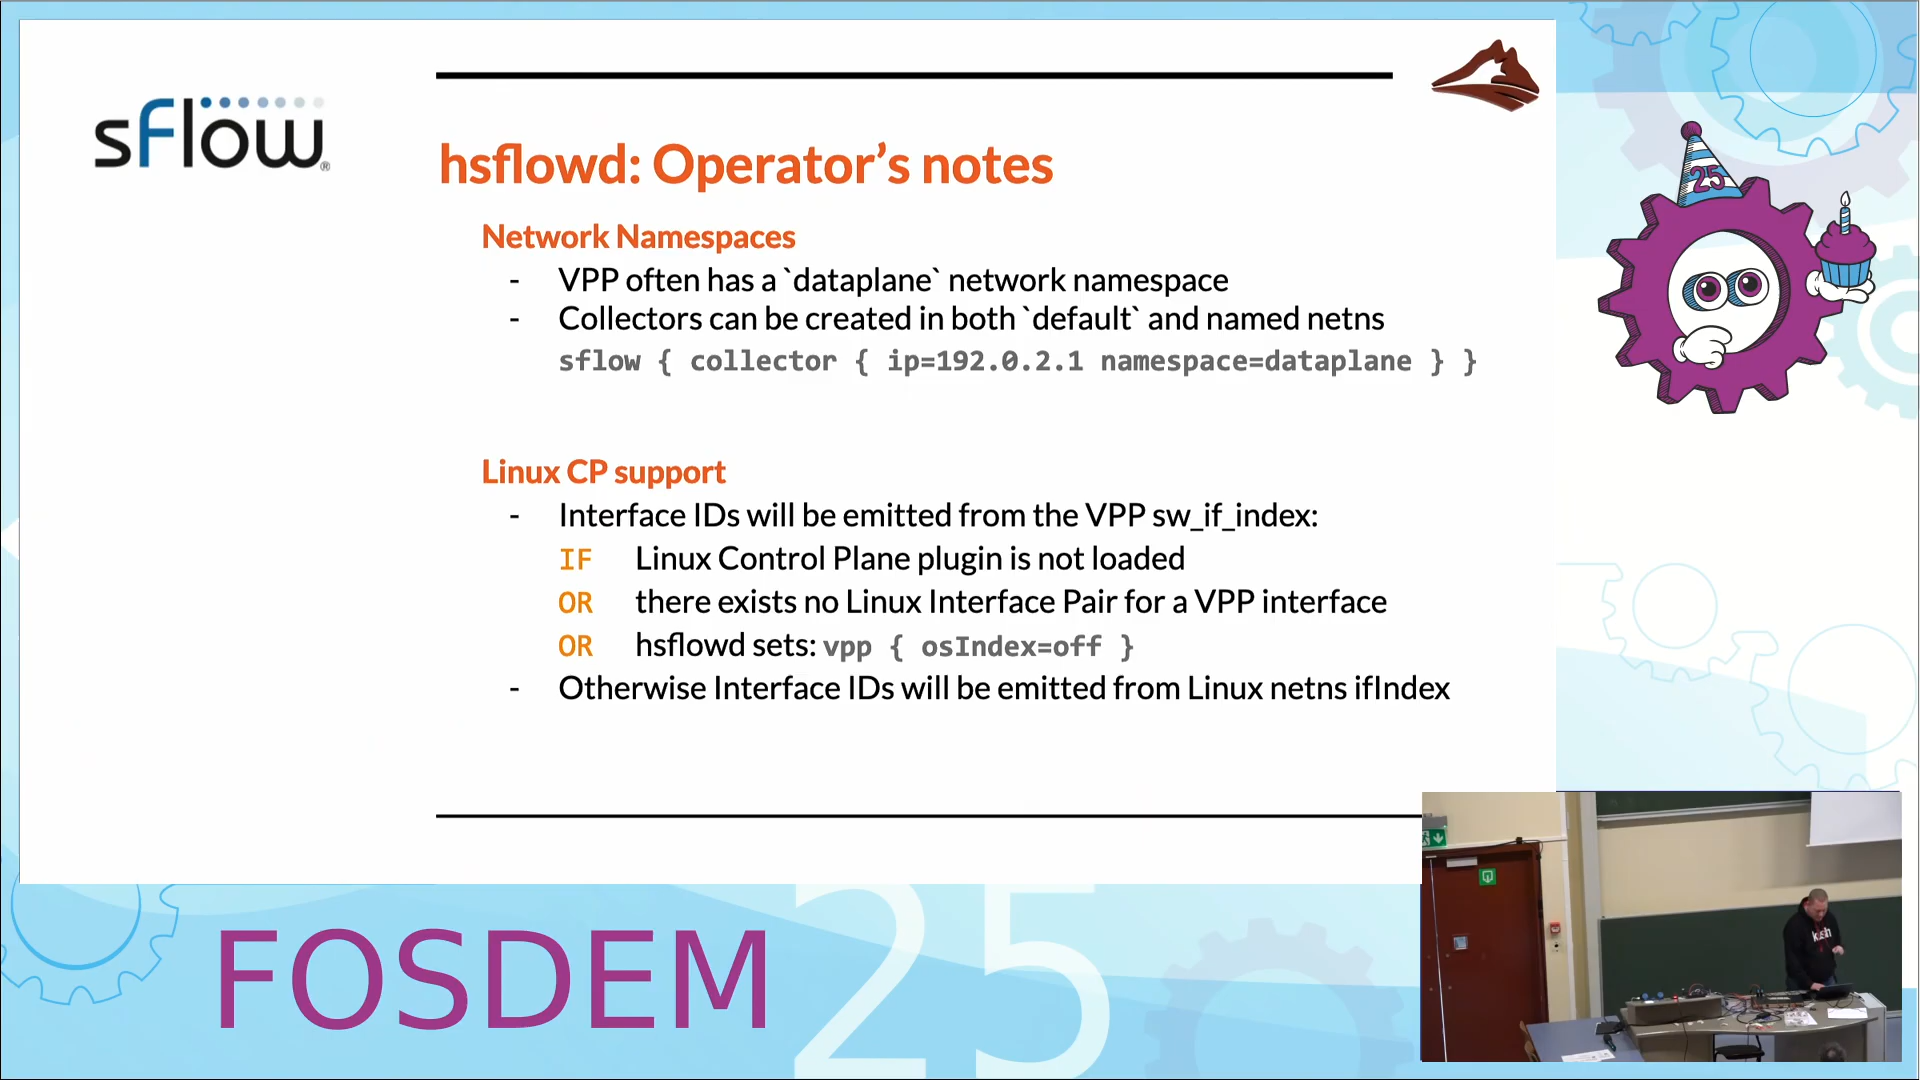 sFlow®
hsflowd: Operator's notes
Network Namespaces
- VPP often has a `dataplane` network namespace
- Collectors can be created in both `default` and named netns
sflow { collector { ip=192.0.2.1 namespace=dataplane } }
Linux CP support
- Interface IDs will be emitted from the VPP sw_if_index:
IF Linux Control Plane plugin is not loaded
OR there exists no Linux Interface Pair for a VPP interface
OR hsflowd sets: vpp { osIndex=off }
- Otherwise Interface IDs will be emitted from Linux netns ifIndex
25
FOSDEM 25